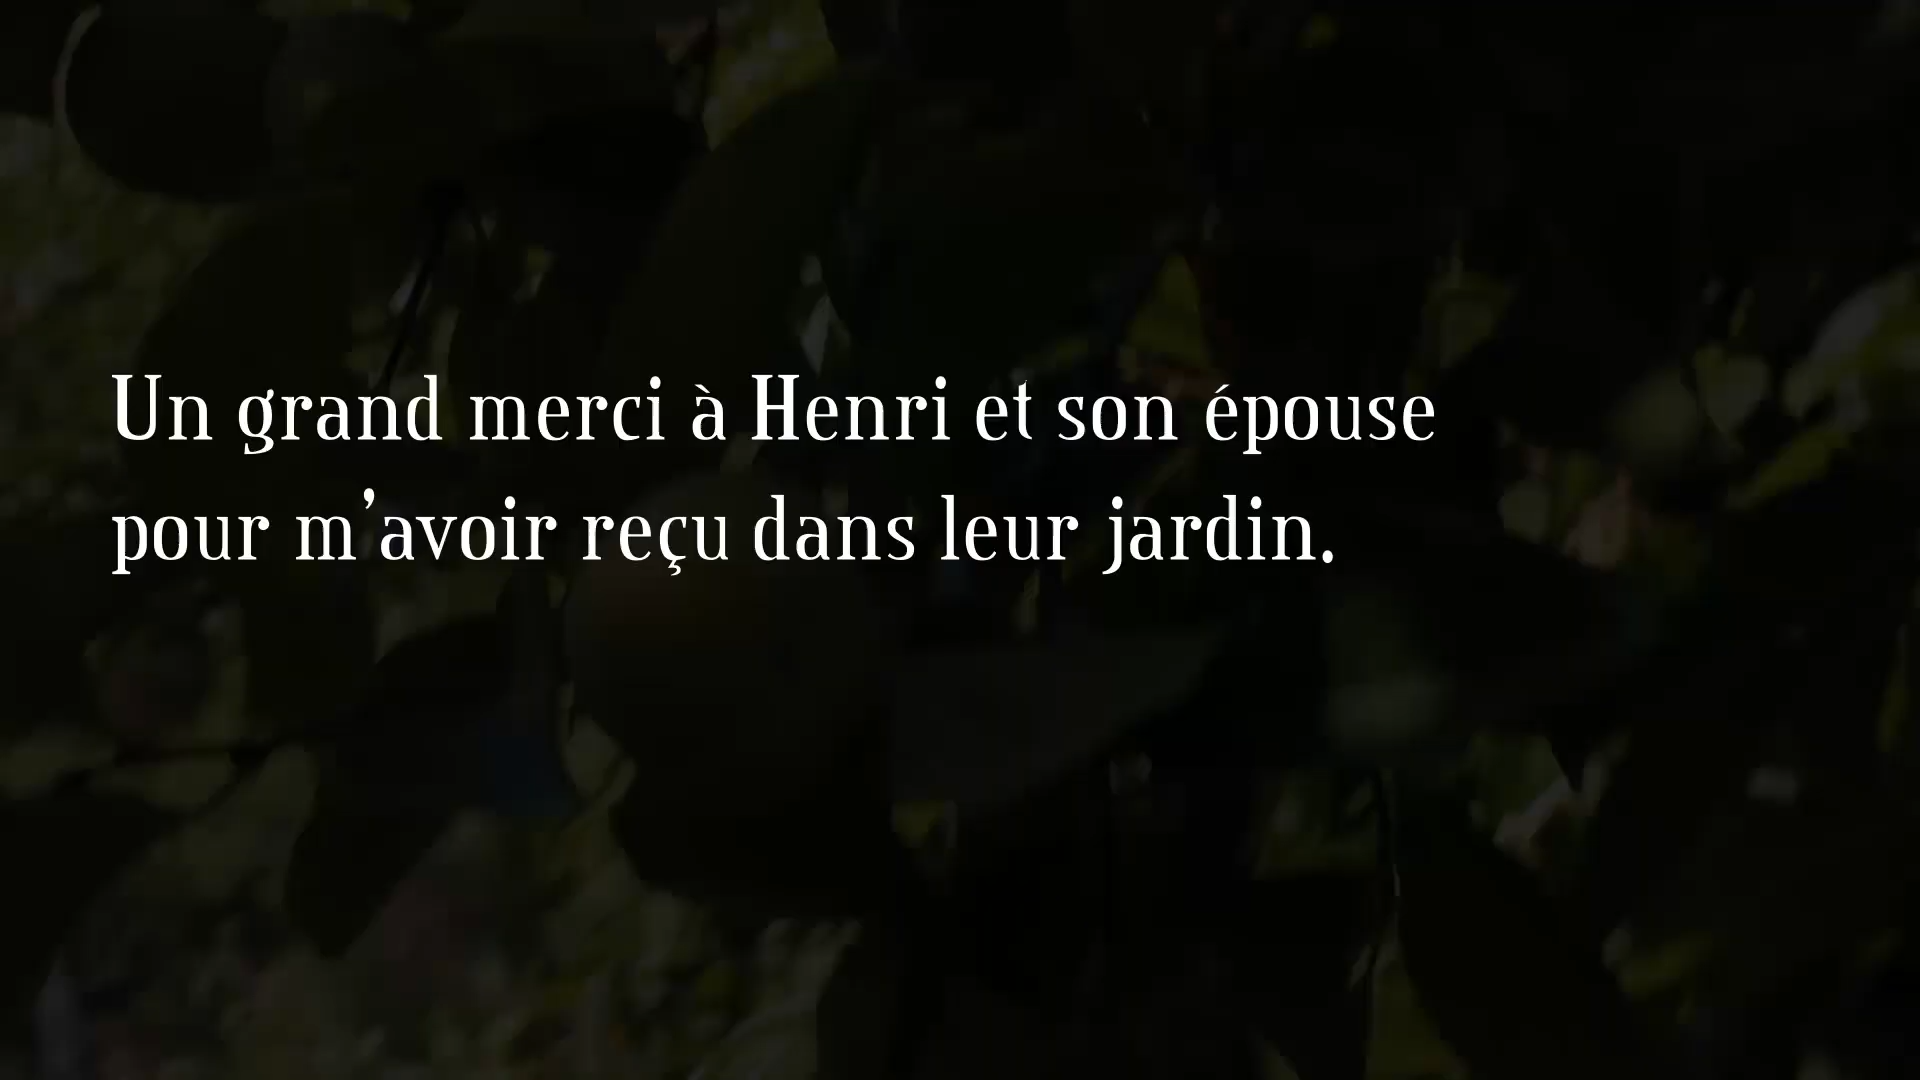 Un grand merci à Henri et son épouse
pour m’avoir reçu dans leur jardin.